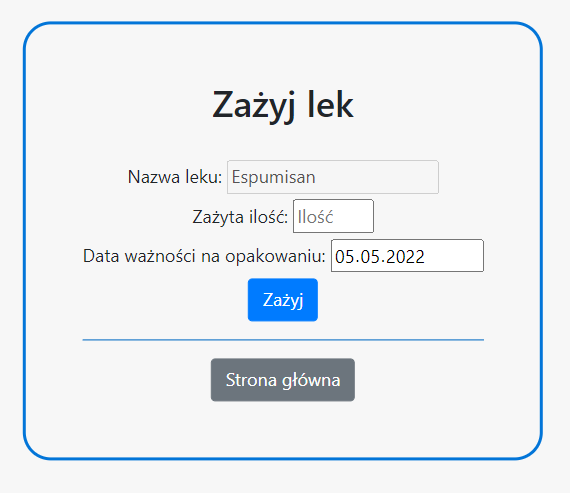 Zażyj lek
Nazwa leku: Espumisan
Zażyta ilość: Ilość
Data ważności na opakowaniu: 05.05.2022
Zażyj
Strona główna